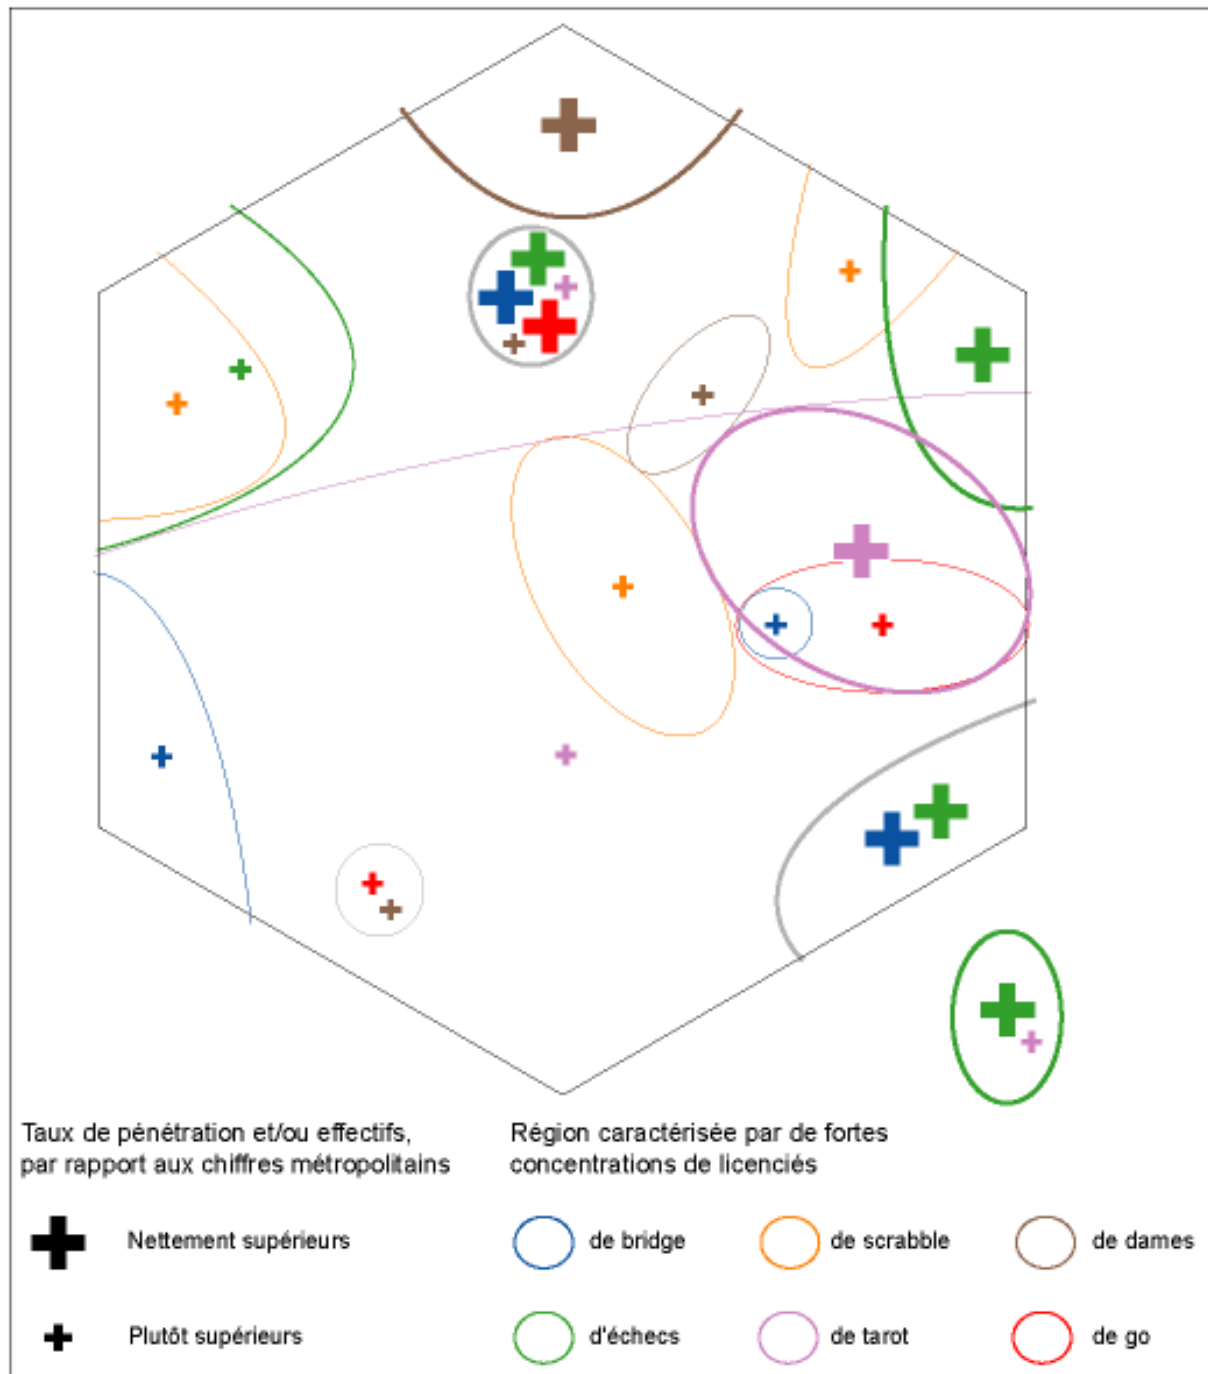 Taux de pénétration et/ou effectifs,
par rapport aux chiffres métropolitains
Région caractérisée par de fortes
concentrations de licenciés
Nettement supérieurs
de bridge
de scrabble
de dames
Plutôt supérieurs
d'échecs
de tarot
de go